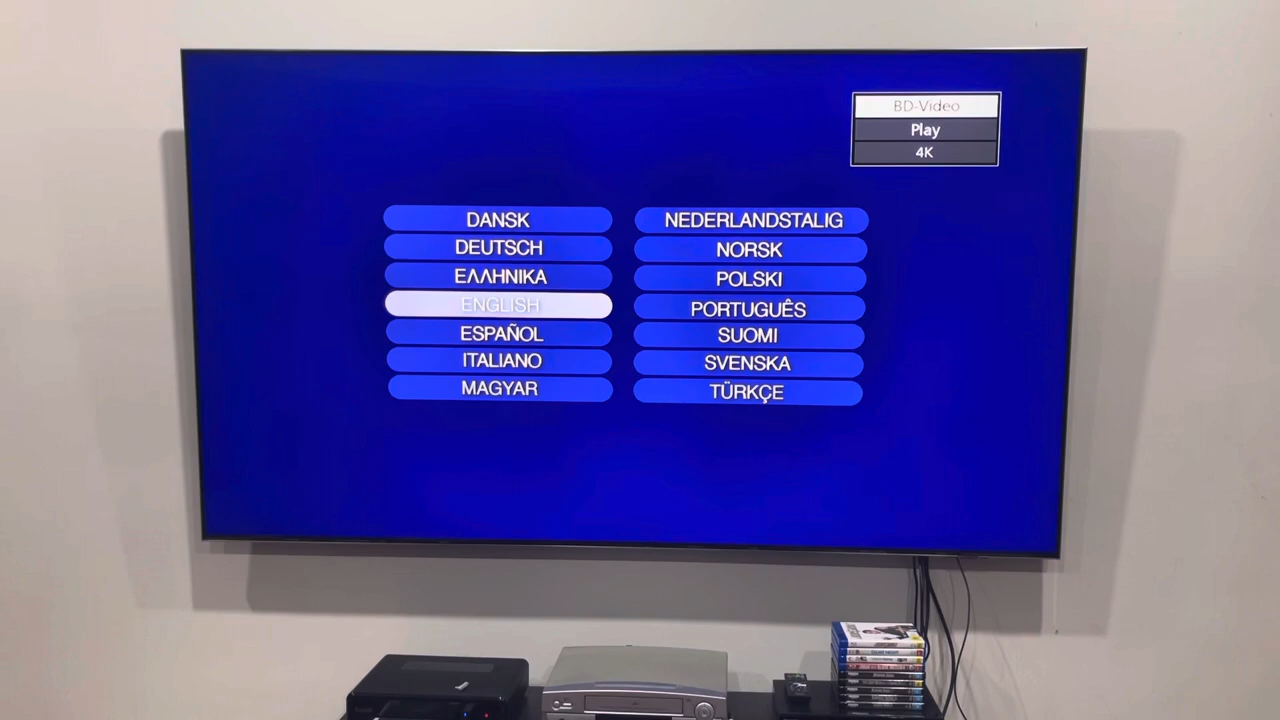 BD-Video
Play
4K
DANSK
DEUTSCH
ΕΛΛΗΝΙΚΑ
ENGLISH
ESPAÑOL
ITALIANO
MAGYAR
NEDERLANDSTALIG
NORSK
POLSKI
PORTUGUÊS
SUOMI
SVENSKA
TÜRKÇE